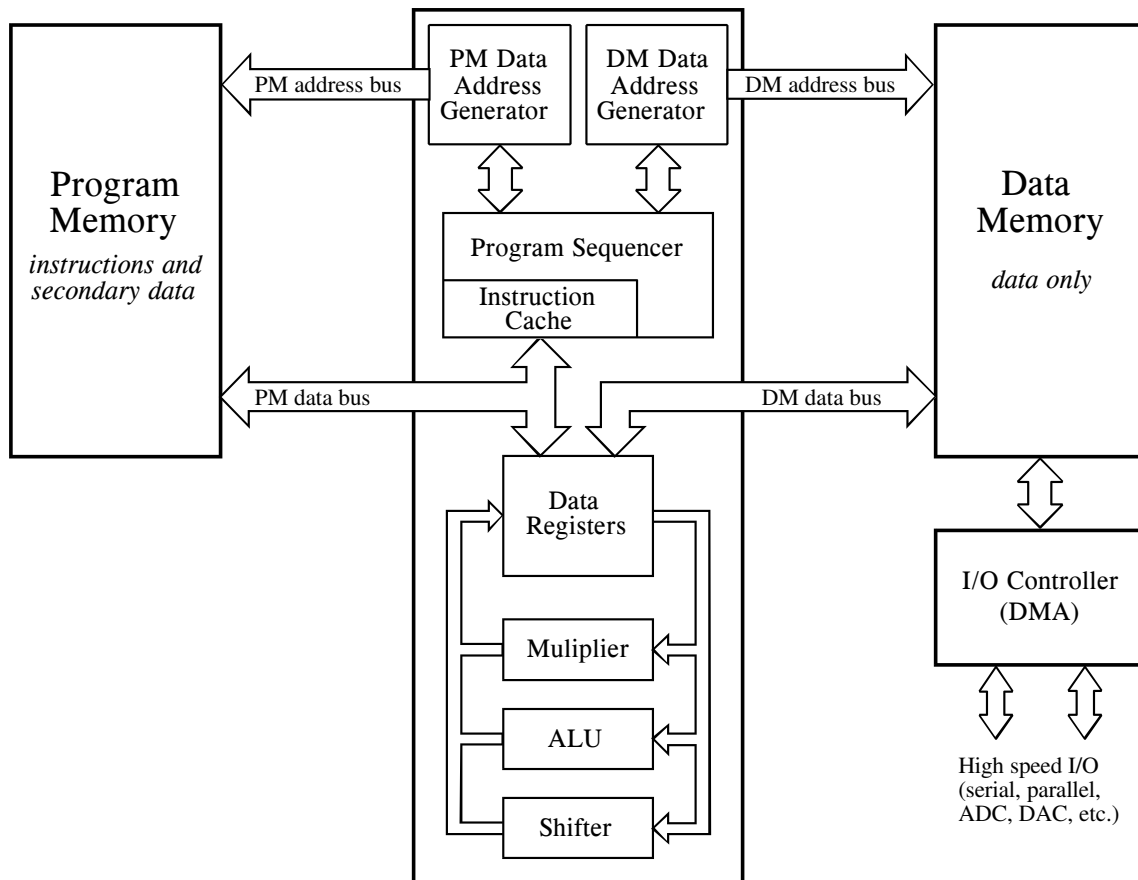 PM Data
Address
Generator
DM Data
Address
Generator
PM address bus
DM address bus
Program
Memory
instructions and
secondary data
Data
Memory
data only
Program Sequencer
Instruction
Cache
PM data bus
DM data bus
Data
Registers
I/O Controller
(DMA)
Muliplier
ALU
Shifter
High speed I/O
(serial, parallel,
ADC, DAC, etc.)